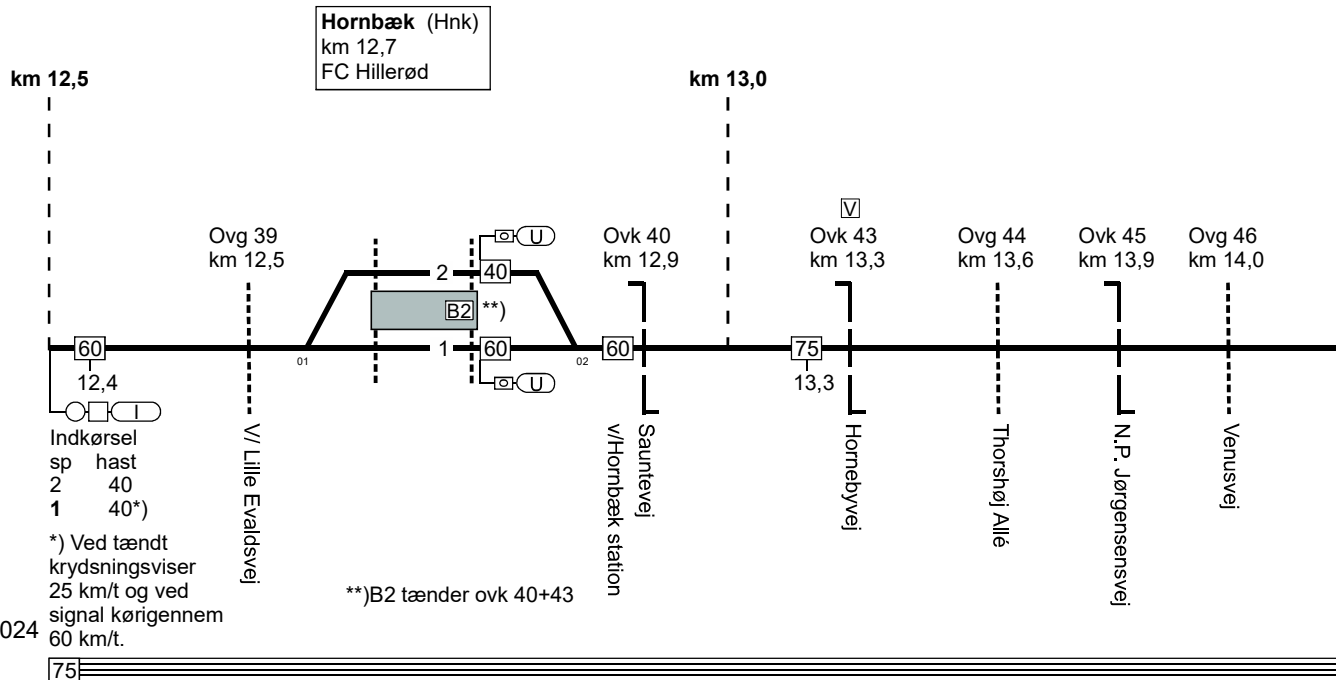 Hornbæk (Hnk)
km 12,7
FC Hillerød
km 12,5
km 13,0
V
Ovg 39
km 12,5
U
Ovk 40
km 12,9
Ovk 43
km 13,3
Ovg 44
km 13,6
Ovk 45
km 13,9
Ovg 46
km 14,0
2
40
B2 **)
60
1
60
60
75
01
02
12,4
13,3
U
I
Indkørsel
sp hast
2 40
1 40*)
*) Ved tændt
krydsningsviser
25 km/t og ved
signal kørigennem
60 km/t.
V/ Lille Evaldsvej
**)B2 tænder ovk 40+43
v/Hornbæk station
Sauntevej
Hornebyvej
Thorshøj Allé
N.P. Jørgensensvej
Venusvej
024
75